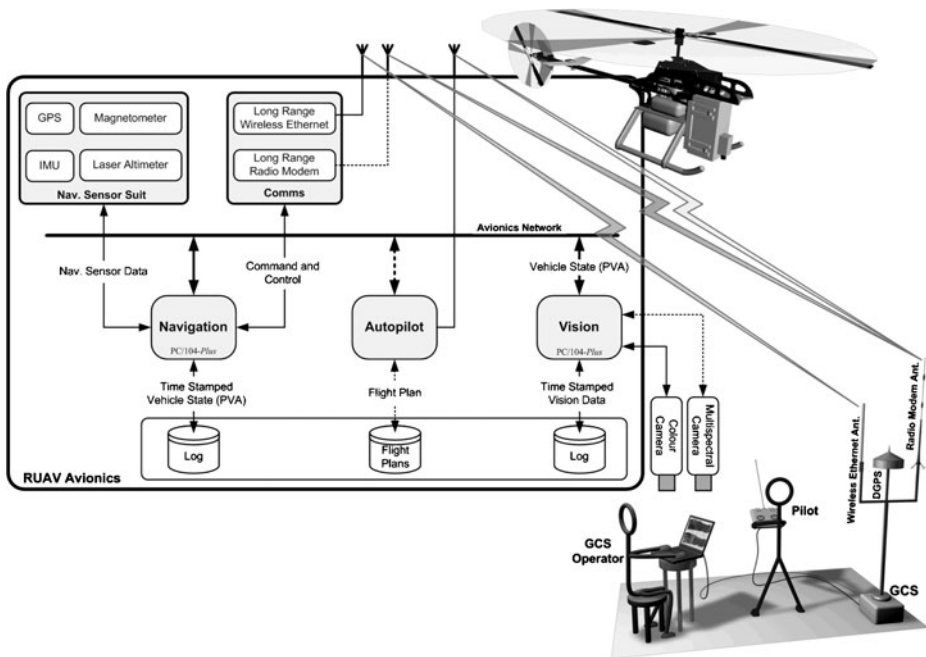 GPS
Magnetometer
IMU
Laser Altimeter
Nav. Sensor Suit
Long Range
Wireless Ethernet
Long Range
Radio Modem
Comms
Avionics Network
Nav. Sensor Data
Command and
Control
Vehicle State (PVA)
Navigation
PC/104-Plus
Autopilot
Vision
PC/104-Plus
Time Stamped
Vehicle State (PVA)
Flight Plan
Time Stamped
Vision Data
Log
Flight
Plans
Log
RUAV Avionics
Colour
Camera
Multispectral
Camera
Wireless Ethernet Ant.
DGPS
Radio Modem Ant.
GCS
Operator
Pilot
GCS